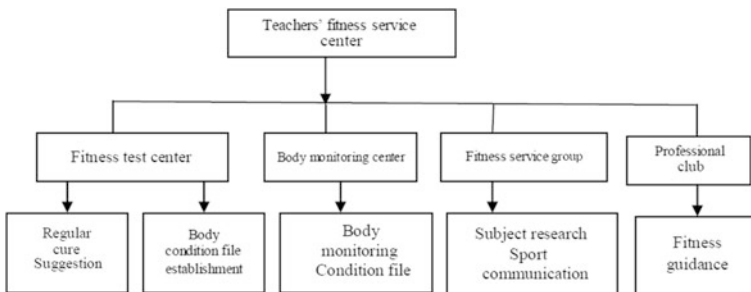 Teachers' fitness service
center
Fitness test center
Body monitoring center
Fitness service group
Professional
club
Regular
cure
Suggestion
Body
condition file
establishment
Body
monitoring
Condition file
Subject research
Sport
communication
Fitness
guidance